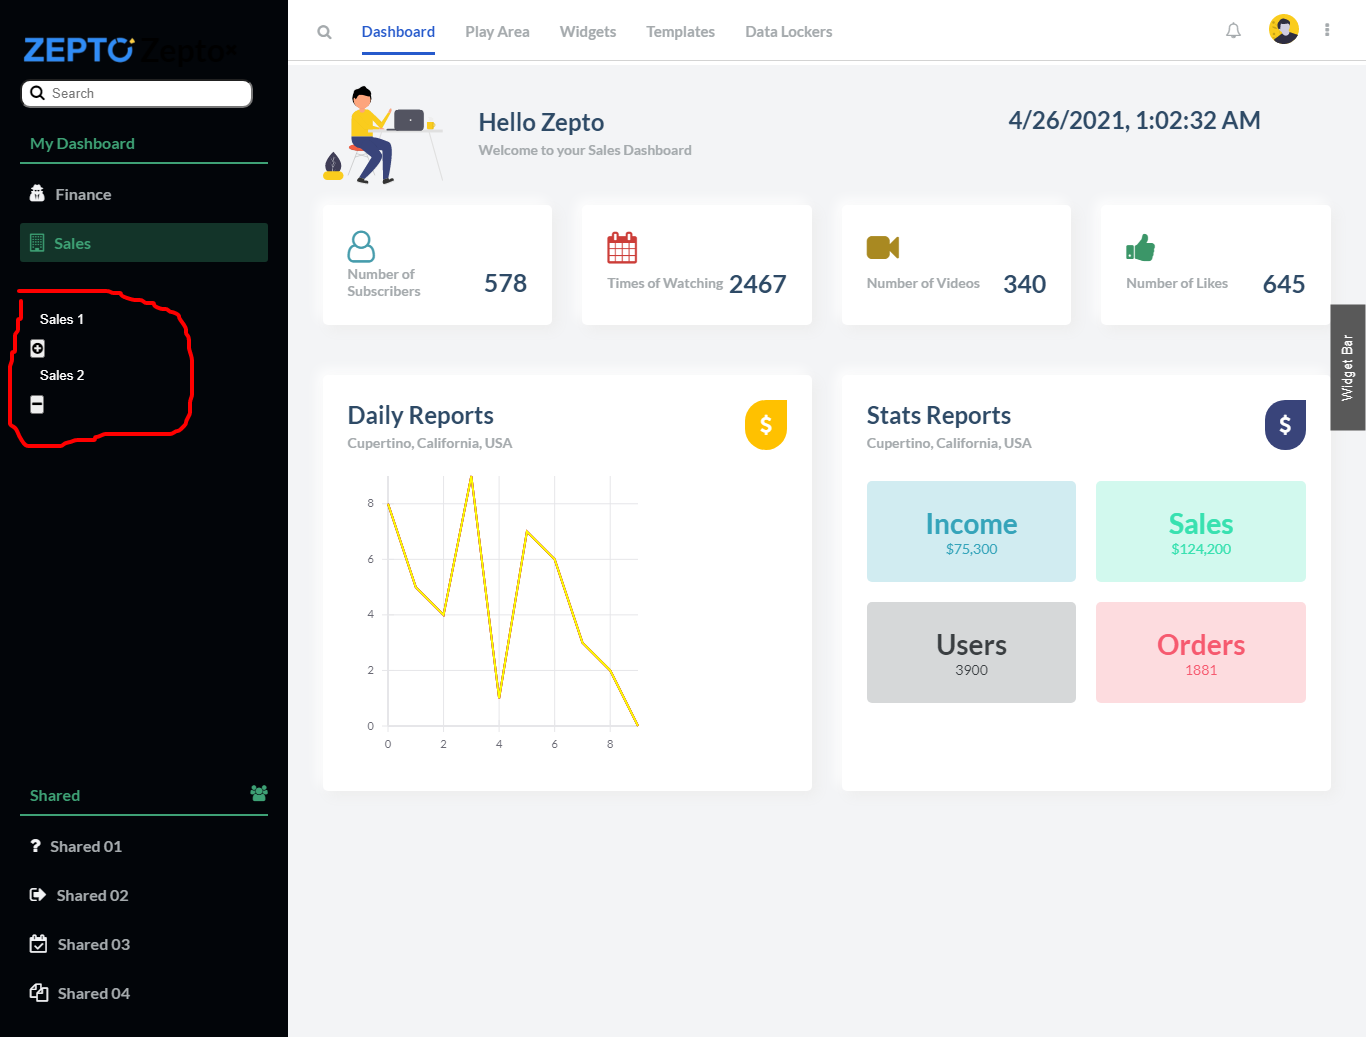 ZEPTO Zepto
Search
My Dashboard
Finance
Sales
Sales 1
Sales 2
Shared
Shared 01
Shared 02
Shared 03
Shared 04
Dashboard Play Area Widgets Templates Data Lockers
Hello Zepto
Welcome to your Sales Dashboard
4/26/2021, 1:02:32 AM
Number of
Subscribers
578
Times of Watching 2467
Number of Videos 340
Number of Likes 645
Widget Bar
Daily Reports
Cupertino, California, USA
$
8
6
4
2
0
0 2 4 6 8
Stats Reports
Cupertino, California, USA
$
Income
$75,300
Sales
$124,200
Users
3900
Orders
1881